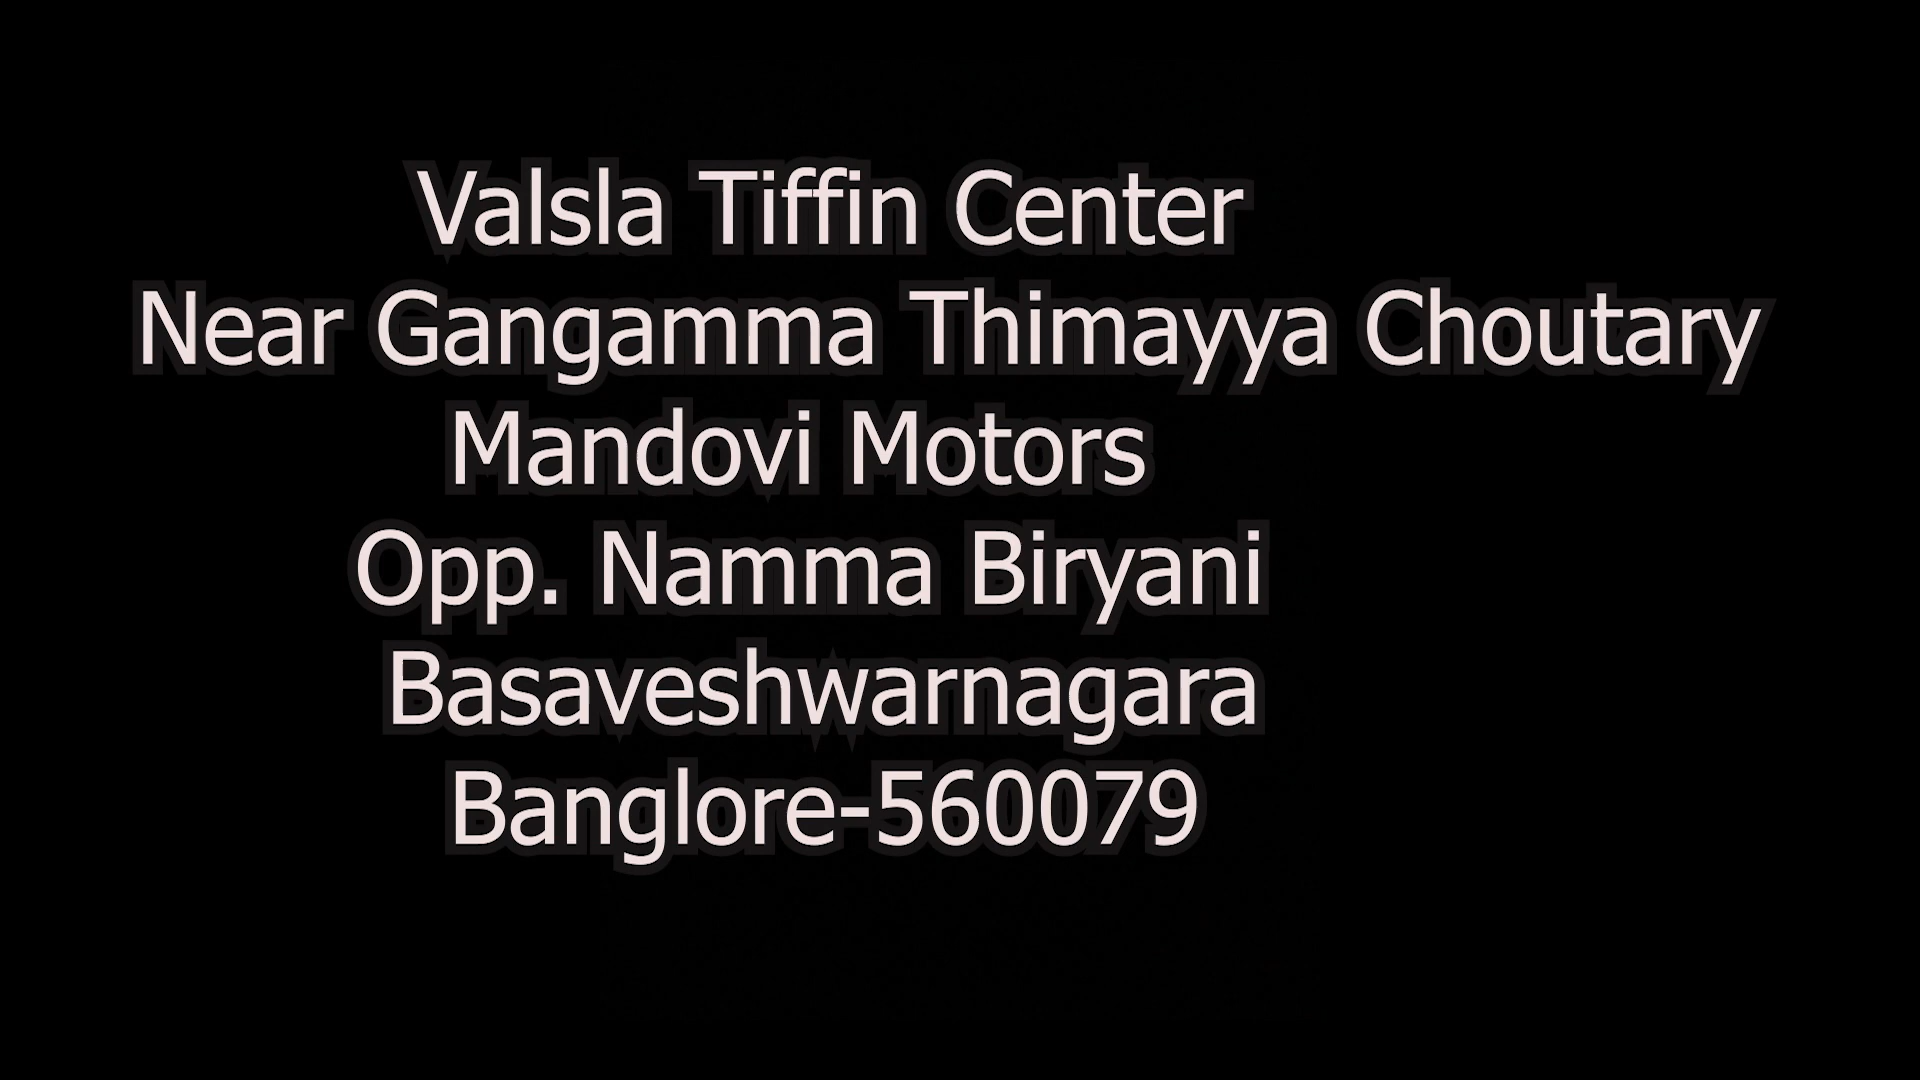 Valsla Tiffin Center
Near Gangamma Thimayya Choutary
Mandovi Motors
Opp. Namma Biryani
Basaveshwarnagara
Banglore-560079